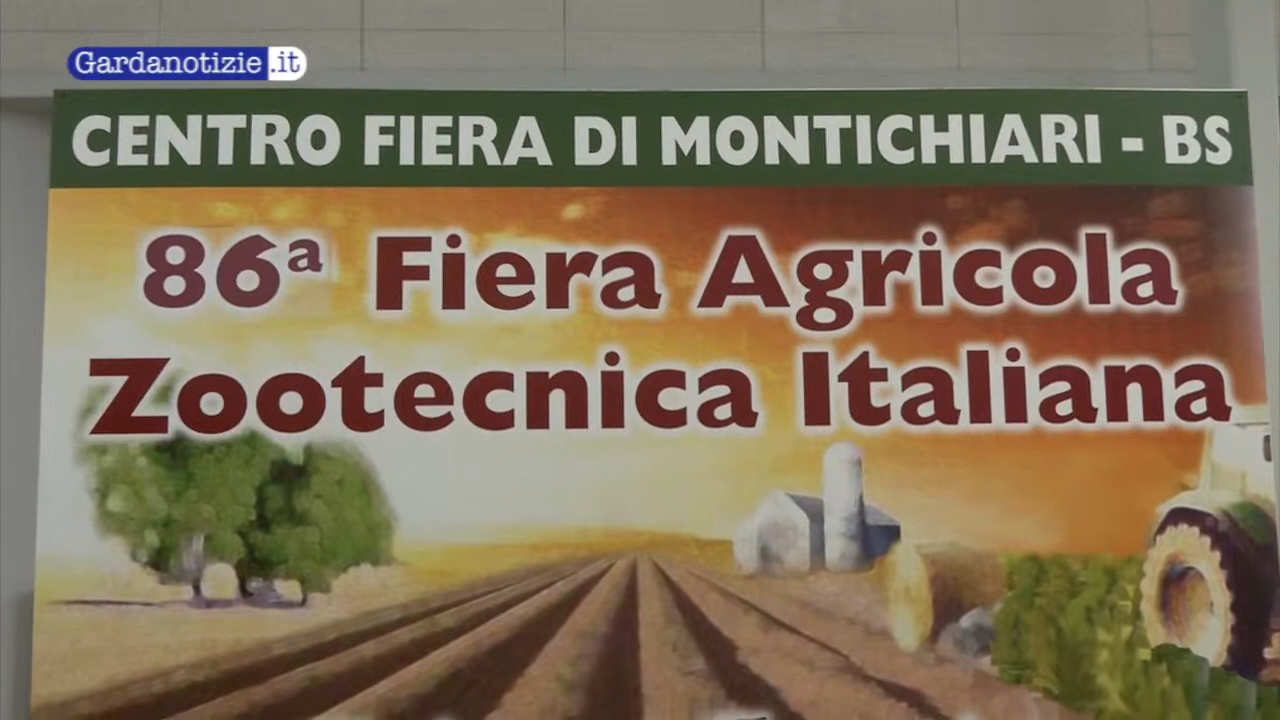 Gardanotizie.it
CENTRO FIERA DI MONTICHIARI - BS
86ª Fiera Agricola
Zootecnica Italiana